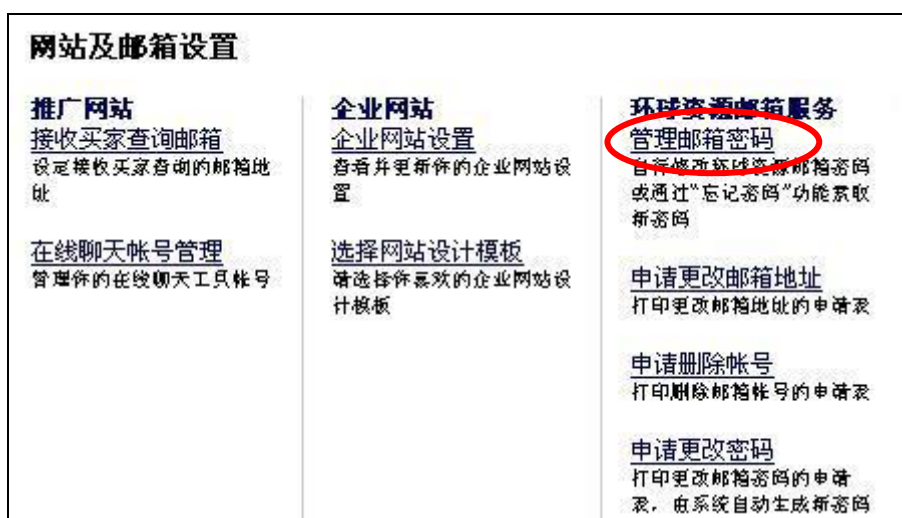 网站及邮箱设置
推广网站
接收买家查询邮箱
设定接收买家查询的邮箱地
址
在线聊天帐号管理
管理你的在线聊天工具帐号
企业网站
企业网站设置
查看并更新你的企业网站设
置
选择网站设计模板
请选择你喜欢的企业网站设
计模板
环球资源邮箱服务
管理邮箱密码
自行修改环球资源邮箱密码
或通过“忘记密码”功能索取
新密码
申请更改邮箱地址
打印更改邮箱地址的申请表
申请删除帐号
打印删除邮箱帐号的申请表
申请更改密码
打印更改邮箱密码的申请
表，由系统自动生成新密码